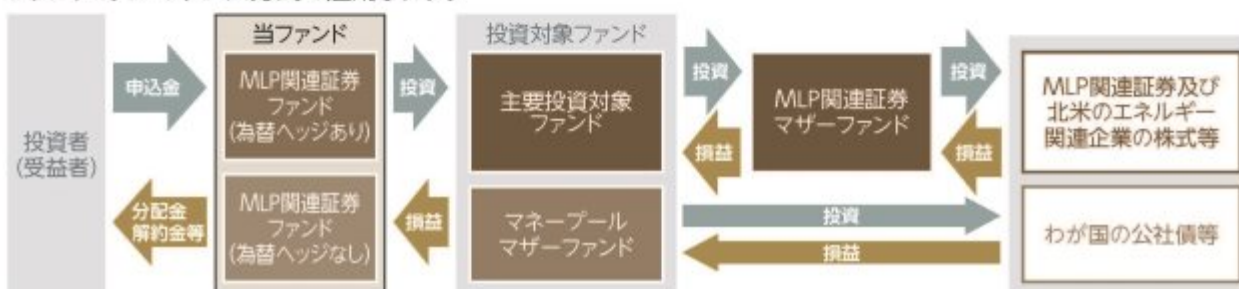 投資者
(受益者)
申込金
分配金
解約金等
当ファンド
MLP関連証券
ファンド
(為替ヘッジあり)
MLP関連証券
ファンド
(為替ヘッジなし)
投資
損益
投資対象ファンド
主要投資対象
ファンド
マネープール
マザーファンド
投資
損益
MLP関連証券
マザーファンド
投資
損益
投資
損益
MLP関連証券及び
北米のエネルギー
関連企業の株式等
わが国の公社債等